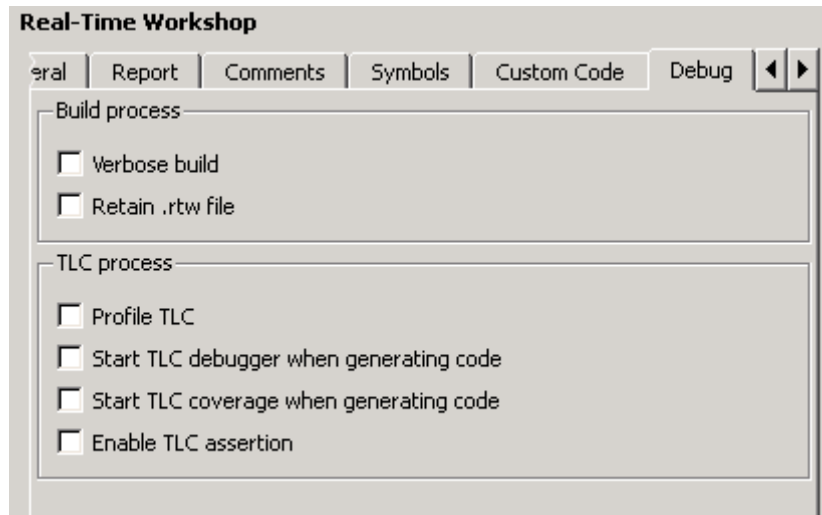 Real-Time Workshop
eral Report Comments Symbols Custom Code Debug
Build process
Verbose build
Retain .rtw file
TLC process
Profile TLC
Start TLC debugger when generating code
Start TLC coverage when generating code
Enable TLC assertion